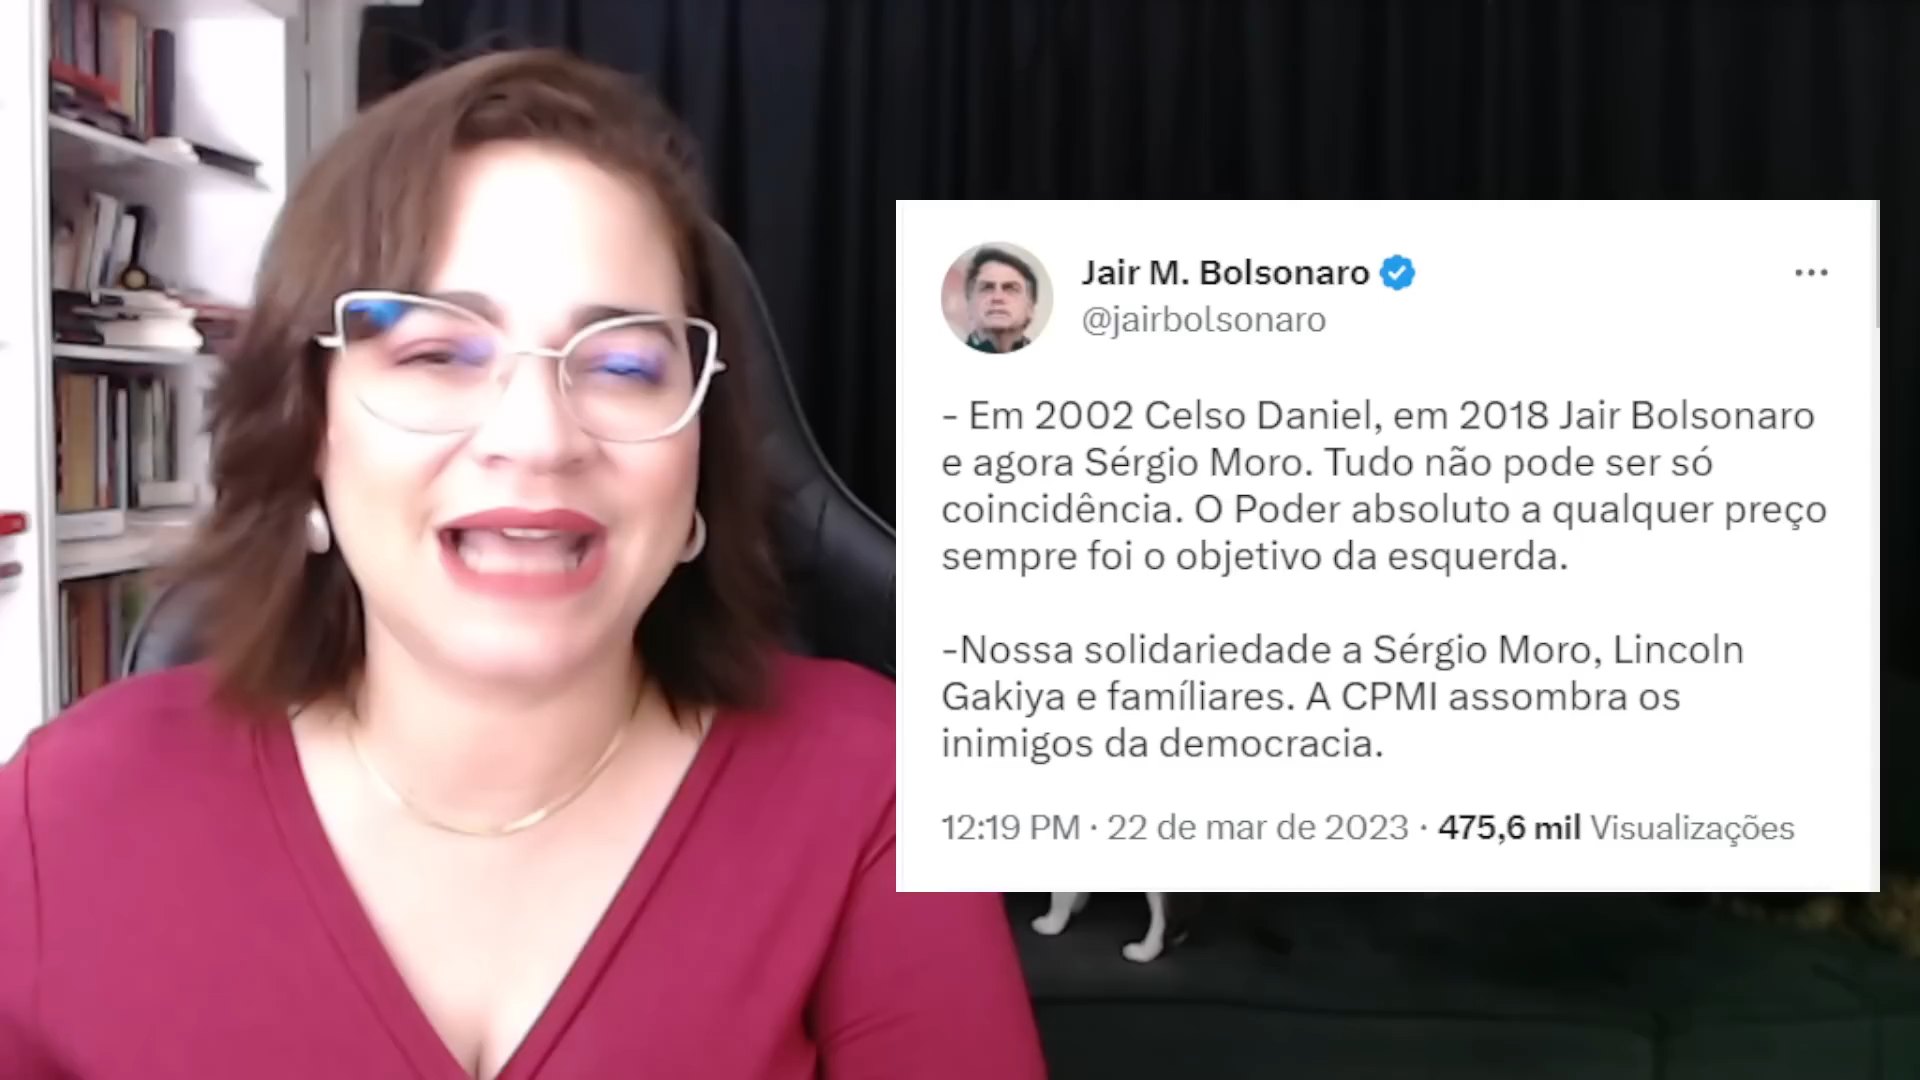 Jair M. Bolsonaro
@jairbolsonaro
- Em 2002 Celso Daniel, em 2018 Jair Bolsonaro
e agora Sérgio Moro. Tudo não pode ser só
coincidência. O Poder absoluto a qualquer preço
sempre foi o objetivo da esquerda.
-Nossa solidariedade a Sérgio Moro, Lincoln
Gakiya e famíliares. A CPMI assombra os
inimigos da democracia.
12:19 PM · 22 de mar de 2023 · 475,6 mil Visualizações